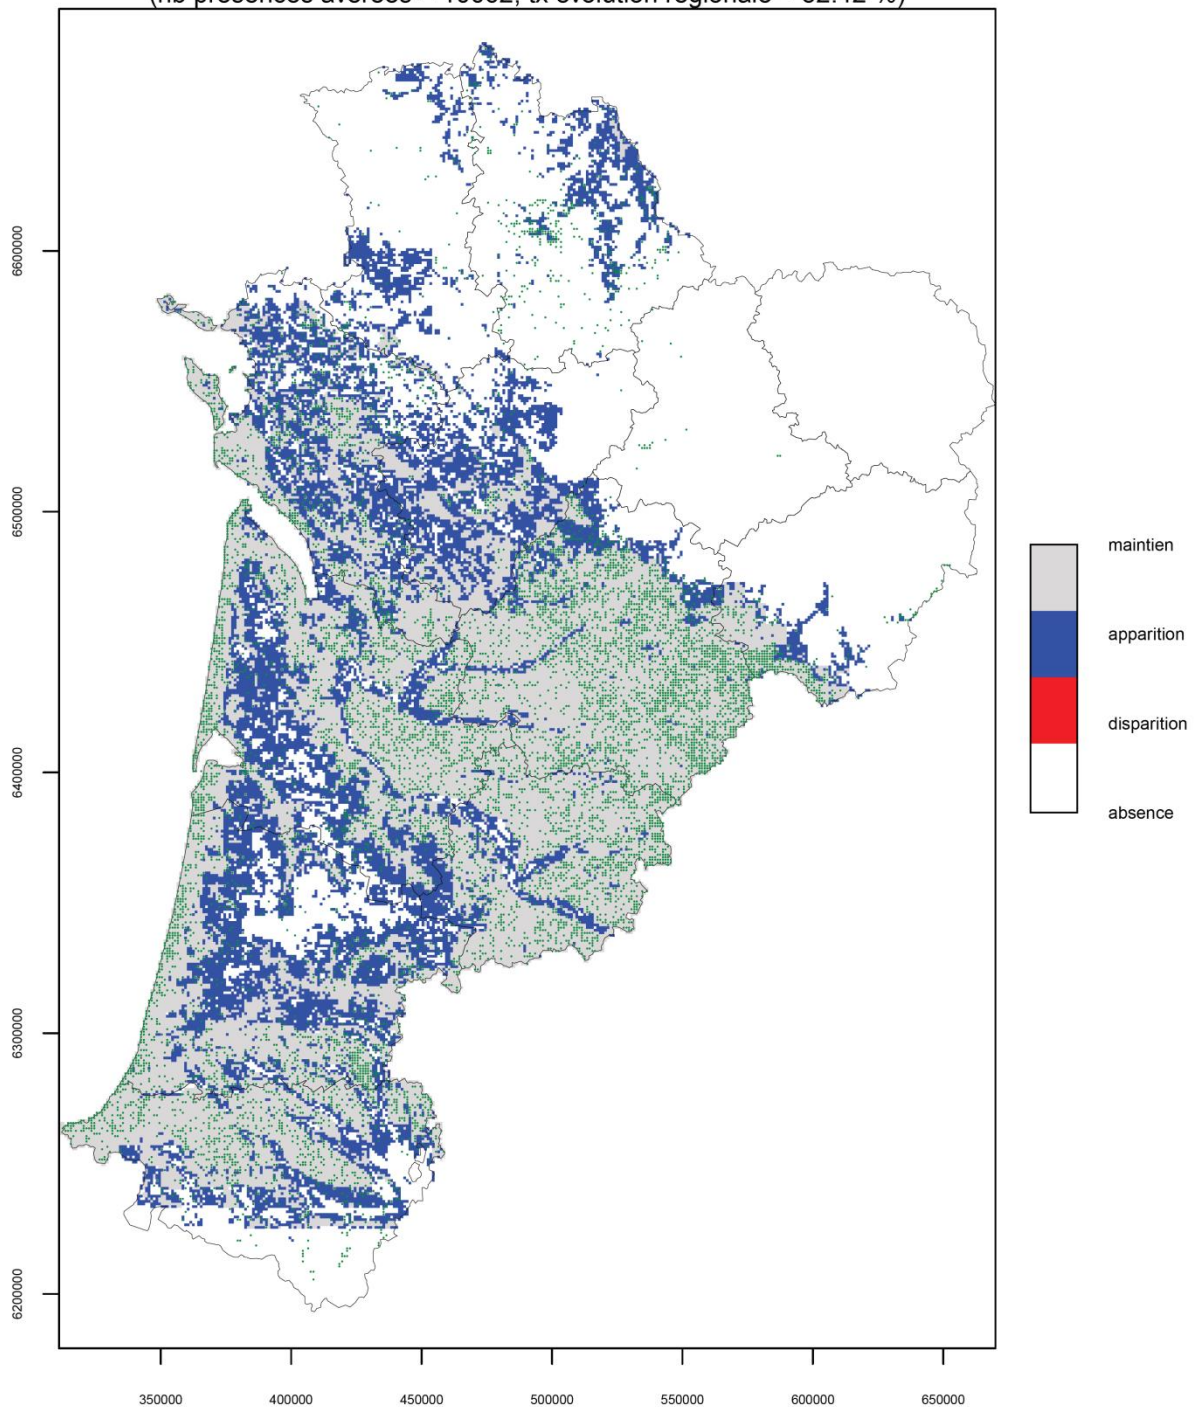 (nb présences avérées tx évolution régionale %)
6600000
6500000
6400000
6300000
6200000
350000 400000 450000 500000 550000 600000 650000
maintien
apparition
disparition
absence